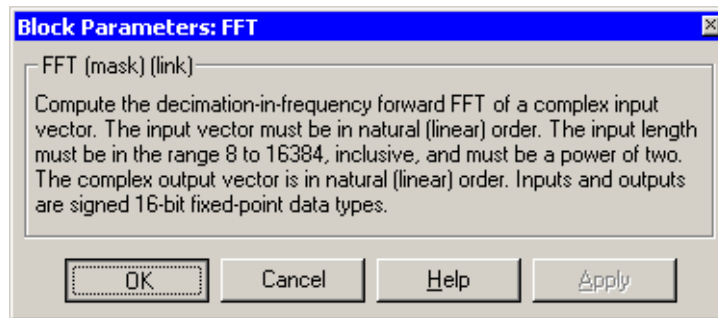 Block Parameters: FFT
FFT (mask) (link)
Compute the decimation-in-frequency forward FFT of a complex input
vector. The input vector must be in natural (linear) order. The input length
must be in the range 8 to 16384, inclusive, and must be a power of two.
The complex output vector is in natural (linear) order. Inputs and outputs
are signed 16-bit fixed-point data types.
OK Cancel Help Apply